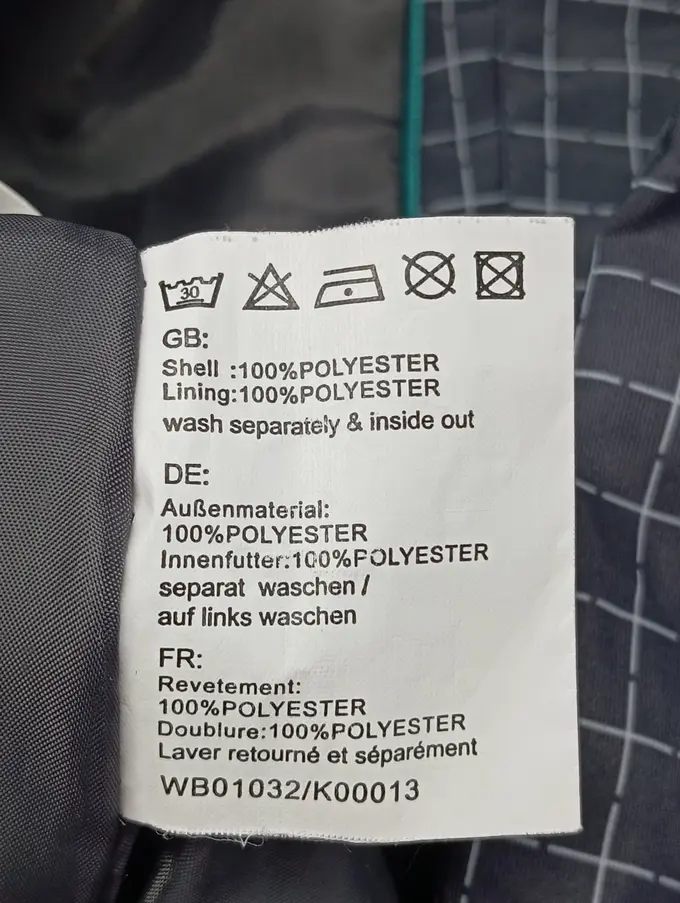 30
GB:
Shell :100%POLYESTER
Lining:100%POLYESTER
wash separately & inside out
DE:
Außenmaterial:
100%POLYESTER
Innenfutter:100%POLYESTER
separat waschen /
auf links waschen
FR:
Revetement:
100%POLYESTER
Doublure:100%POLYESTER
Laver retourné et séparément
WB01032/K00013